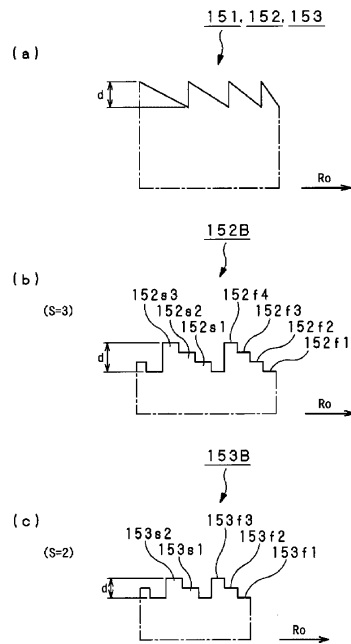 151, 152, 153
(a)
d
Ro
152B
(b)
(S=3)
152s3
152s2
152s1
152f4
152f3
152f2
152f1
d
Ro
153B
(c)
(S=2)
153s2
153s1
153f3
153f2
153f1
d
Ro